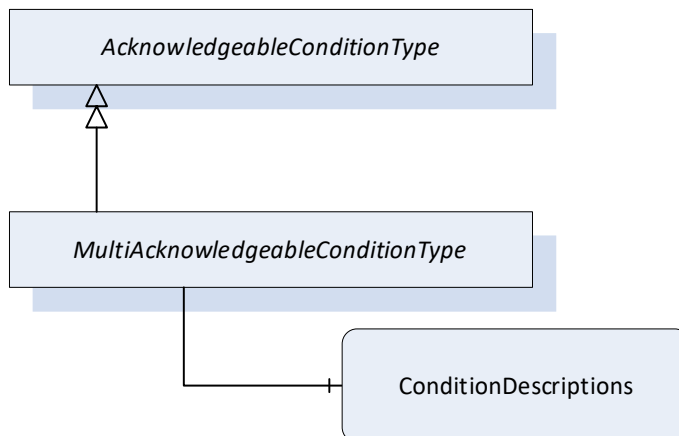 AcknowledgeableConditionType
MultiAcknowledgeableConditionType
ConditionDescriptions